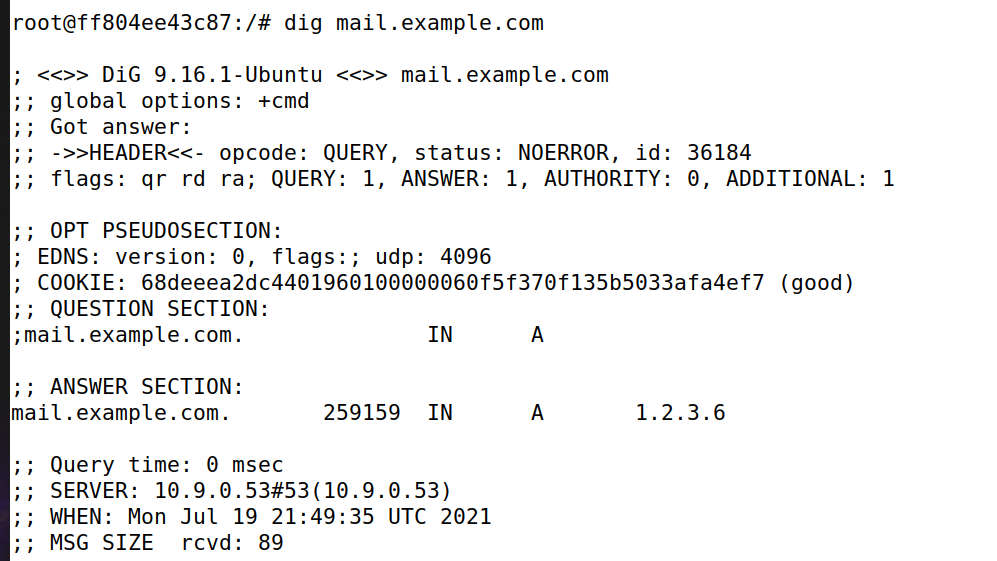 root@ff804ee43c87:/# dig mail.example.com
; <<>> DiG 9.16.1-Ubuntu <<>> mail.example.com
;; global options: +cmd
;; Got answer:
;; ->>HEADER<<- opcode: QUERY, status: NOERROR, id: 36184
;; flags: qr rd ra; QUERY: 1, ANSWER: 1, AUTHORITY: 0, ADDITIONAL: 1
;; OPT PSEUDOSECTION:
; EDNS: version: 0, flags:; udp: 4096
; COOKIE: 68deeea2dc4401960100000060f5f370f135b5033afa4ef7 (good)
;; QUESTION SECTION:
;mail.example.com. IN A
;; ANSWER SECTION:
mail.example.com. 259159 IN A 1.2.3.6
;; Query time: 0 msec
;; SERVER: 10.9.0.53#53(10.9.0.53)
;; WHEN: Mon Jul 19 21:49:35 UTC 2021
;; MSG SIZE rcvd: 89